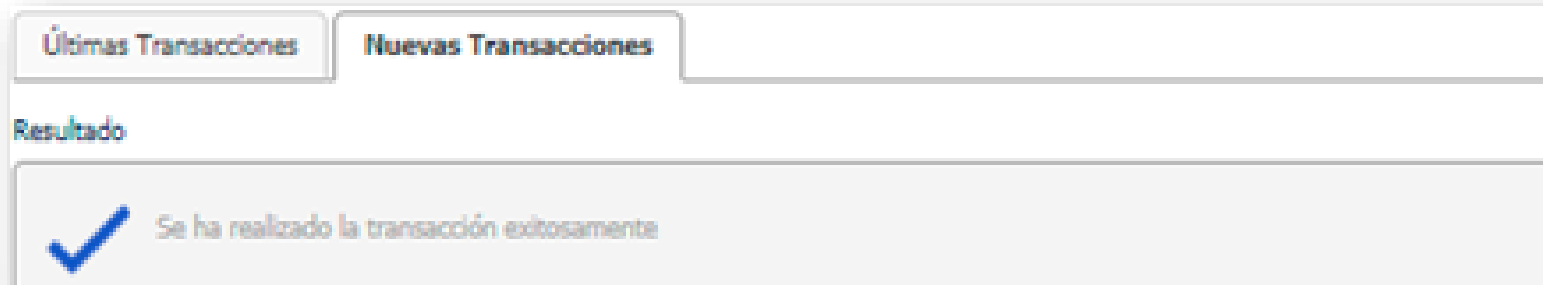 Últimas Transacciones Nuevas Transacciones
Resultado
Se ha realizado la transacción exitosamente